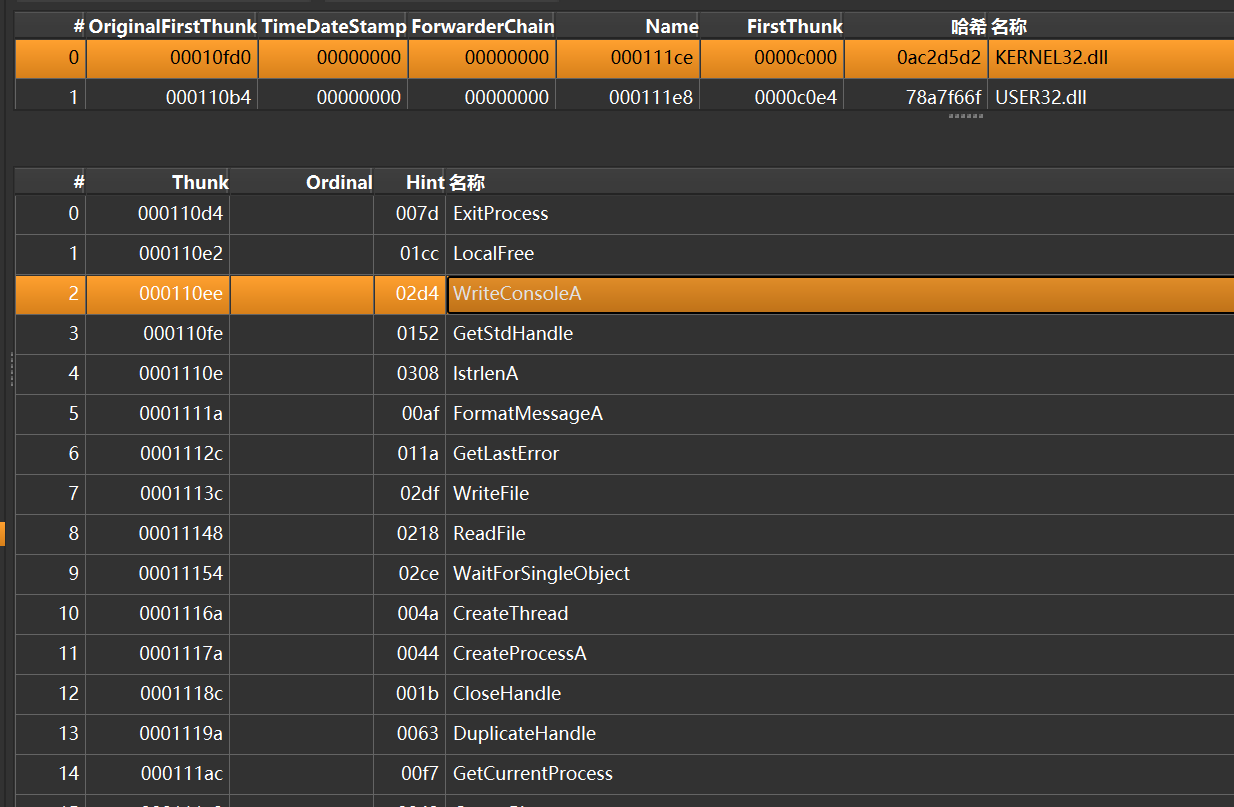 # OriginalFirstThunk TimeDateStamp ForwarderChain Name FirstThunk 哈希 名称
0 00010fd0 00000000 00000000 000111ce 0000c000 0ac2d5d2 KERNEL32.dll
1 000110b4 00000000 00000000 000111e8 0000c0e4 78a7f66f USER32.dll
# Thunk Ordinal Hint 名称
0 000110d4 007d ExitProcess
1 000110e2 01cc LocalFree
2 000110ee 02d4 WriteConsoleA
3 000110fe 0152 GetStdHandle
4 0001110e 0308 lstrlenA
5 0001111a 00af FormatMessageA
6 0001112c 011a GetLastError
7 0001113c 02df WriteFile
8 00011148 0218 ReadFile
9 00011154 02ce WaitForSingleObject
10 0001116a 004a CreateThread
11 0001117a 0044 CreateProcessA
12 0001118c 001b CloseHandle
13 0001119a 0063 DuplicateHandle
14 000111ac 00f7 GetCurrentProcess